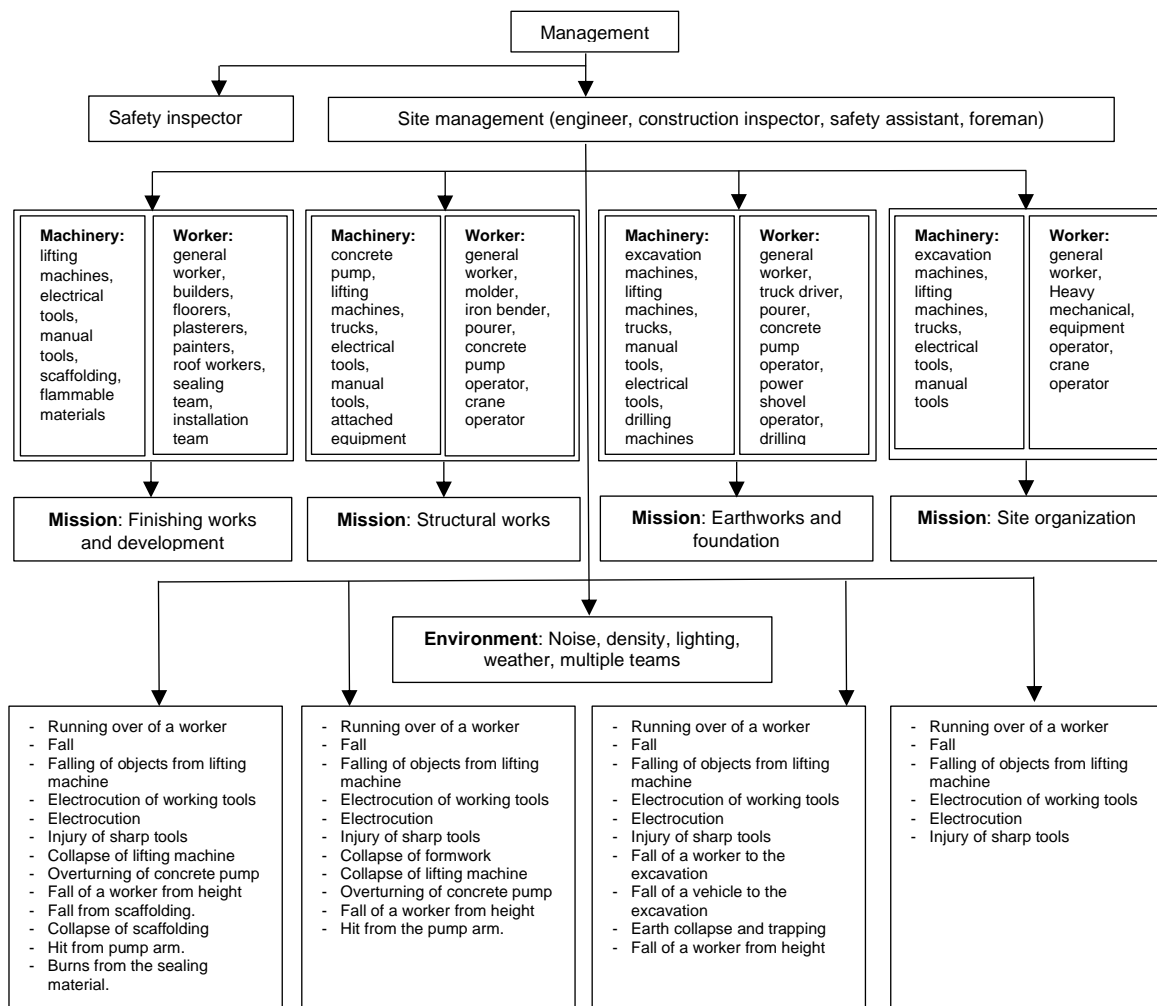 Management
Safety inspector
Site management (engineer, construction inspector, safety assistant, foreman)
Machinery:
lifting
machines,
electrical
tools,
manual
tools,
scaffolding,
flammable
materials
Worker:
general
worker,
builders,
floorers,
plasterers,
painters,
roof workers,
sealing
team,
installation
team
Machinery:
concrete
pump,
lifting
machines,
trucks,
electrical
tools,
manual
tools,
attached
equipment
Worker:
general
worker,
molder,
iron bender,
pourer,
concrete
pump
operator,
crane
operator
Machinery:
excavation
machines,
lifting
machines,
trucks,
manual
tools,
electrical
tools,
drilling
machines
Worker:
general
worker,
truck driver,
pourer,
concrete
pump
operator,
power
shovel
operator,
drilling
Machinery:
excavation
machines,
lifting
machines,
trucks,
electrical
tools,
manual
tools
Worker:
general
worker,
Heavy
mechanical,
equipment
operator,
crane
operator
Mission: Finishing works
and development
Mission: Structural works
Mission: Earthworks and
foundation
Mission: Site organization
Environment: Noise, density, lighting,
weather, multiple teams
- Running over of a worker
- Fall
- Falling of objects from lifting
machine
- Electrocution of working tools
- Electrocution
- Injury of sharp tools
- Collapse of lifting machine
- Overturning of concrete pump
- Fall of a worker from height
- Fall from scaffolding.
- Collapse of scaffolding
- Hit from pump arm.
- Burns from the sealing
material.
- Running over of a worker
- Fall
- Falling of objects from lifting
machine
- Electrocution of working tools
- Electrocution
- Injury of sharp tools
- Collapse of formwork
- Collapse of lifting machine
- Overturning of concrete pump
- Fall of a worker from height
- Hit from the pump arm.
- Running over of a worker
- Fall
- Falling of objects from lifting
machine
- Electrocution of working tools
- Electrocution
- Injury of sharp tools
- Fall of a worker to the
excavation
- Fall of a vehicle to the
excavation
- Earth collapse and trapping
- Fall of a worker from height
- Running over of a worker
- Fall
- Falling of objects from lifting
machine
- Electrocution of working tools
- Electrocution
- Injury of sharp tools